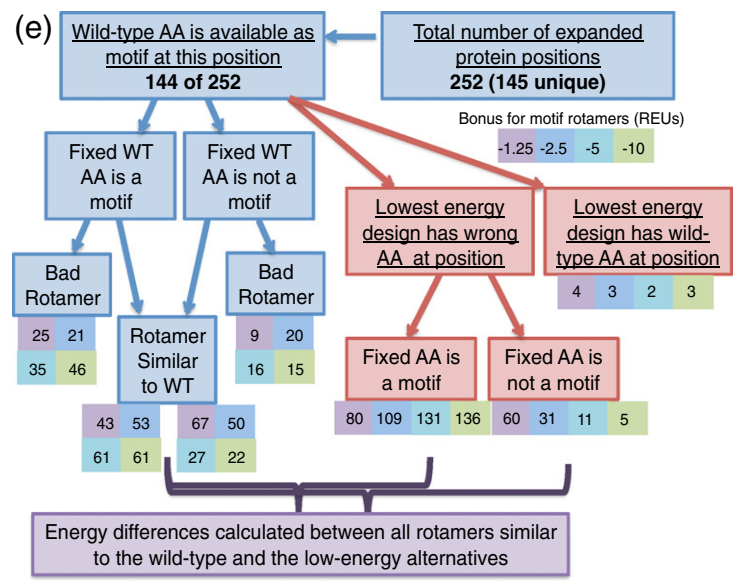 (e)
Wild-type AA is available as
motif at this position
144 of 252
Total number of expanded
protein positions
252 (145 unique)
Bonus for motif rotamers (REUs)
-1.25 -2.5 -5 -10
Fixed WT
AA is a
motif
Fixed WT
AA is not a
motif
Lowest energy
design has wrong
AA at position
Lowest energy
design has wild-
type AA at position
4 3 2 3
Bad
Rotamer
25 21
35 46
Rotamer
Similar
to WT
Bad
Rotamer
9 20
16 15
43 53
61 61
67 50
27 22
Fixed AA is
a motif
80 109 131 136
Fixed AA is
not a motif
60 31 11 5
Energy differences calculated between all rotamers similar
to the wild-type and the low-energy alternatives